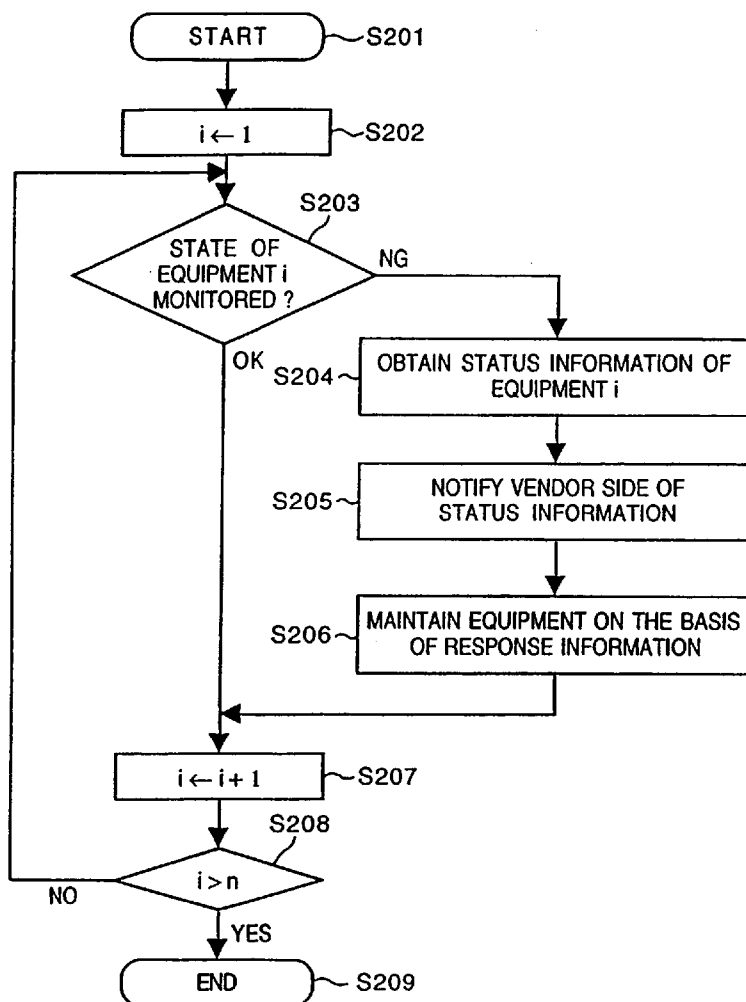 START
S201
i ← 1
S202
S203
STATE OF
EQUIPMENT i
MONITORED ?
NG
OK
S204
OBTAIN STATUS INFORMATION OF
EQUIPMENT i
S205
NOTIFY VENDOR SIDE OF
STATUS INFORMATION
S206
MAINTAIN EQUIPMENT ON THE BASIS
OF RESPONSE INFORMATION
i ← i + 1
S207
S208
i > n
NO
YES
END
S209